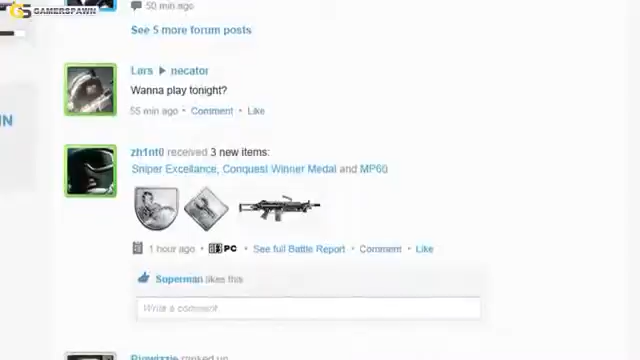 GAMERSPAWN
50 min ago
See 5 more forum posts
Lars ▶ necator
Wanna play tonight?
55 min ago • Comment • Like
IN
zh1nt0 received 3 new items:
Sniper Excellance, Conquest Winner Medal and MP60
1 hour ago • PC • See full Battle Report • Comment • Like
Soperman likes this
Write a comment
ranked up